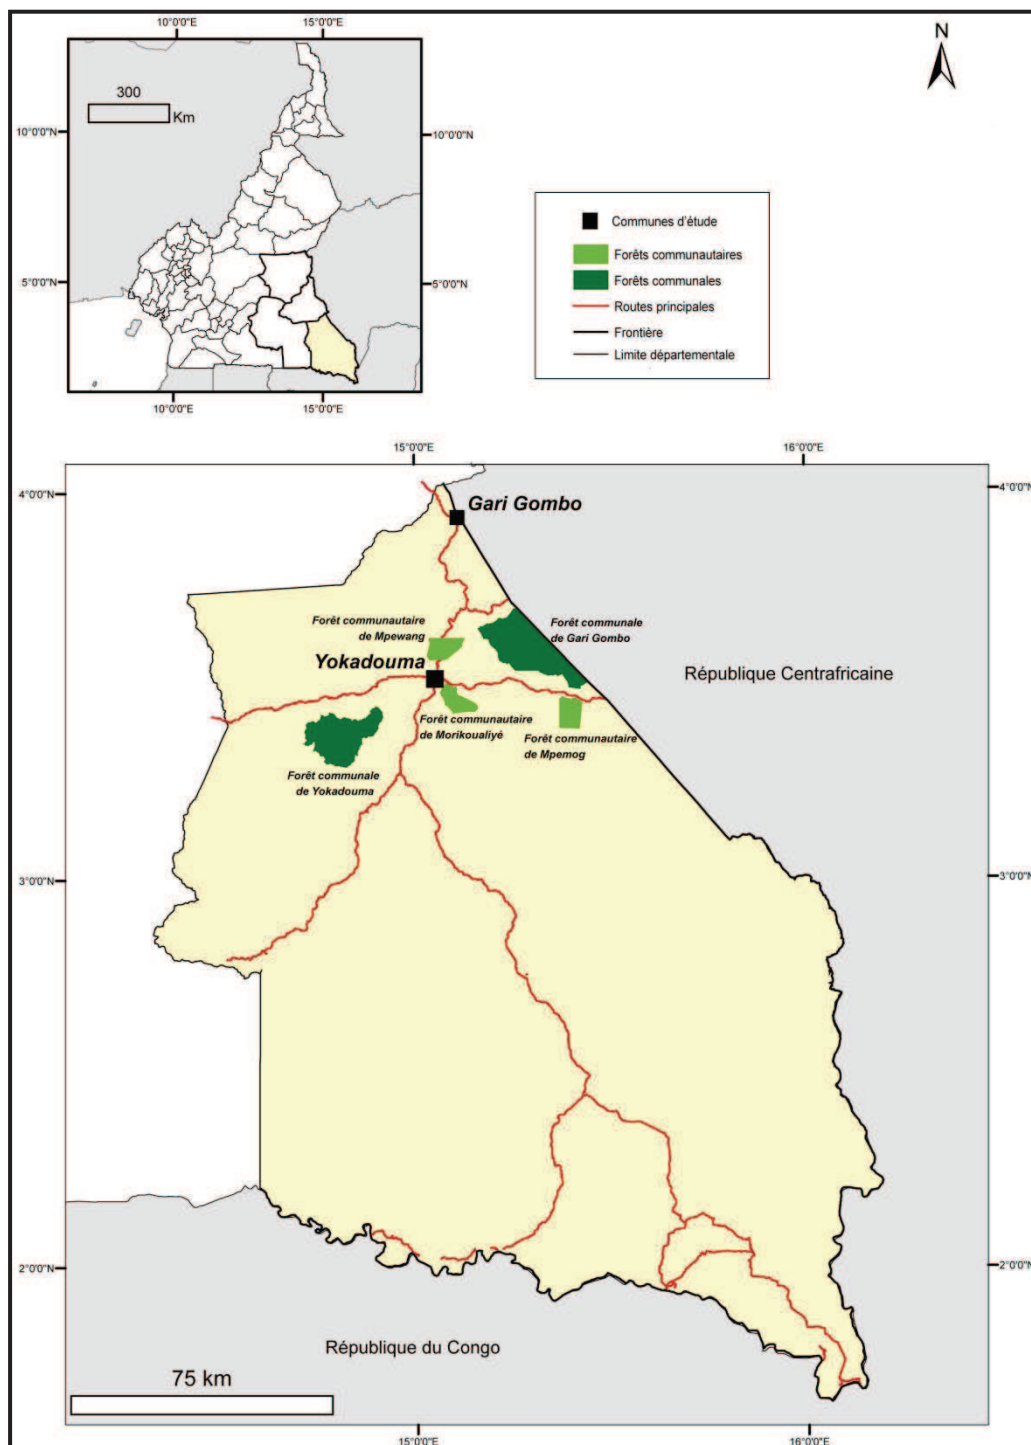 10°0'0"E
15°0'0"E
N
300
Km
10°0'0"N
10°0'0"N
5°0'0"N
5°0'0"N
10°0'0"E
15°0'0"E
Communes d'étude
Forêts communautaires
Forêts communales
Routes principales
Frontière
Limite départementale
15°0'0"E
16°0'0"E
4°0'0"N
4°0'0"N
Gari Gombo
Forêt communautaire
de Mpewang
Forêt communale
de Gari Gombo
Yokadouma
République Centrafricaine
Forêt communautaire
de Morikoualiyé
Forêt communautaire
de Mpemog
Forêt communale
de Yokadouma
3°0'0"N
3°0'0"N
2°0'0"N
2°0'0"N
République du Congo
75 km
15°0'0"E
16°0'0"E